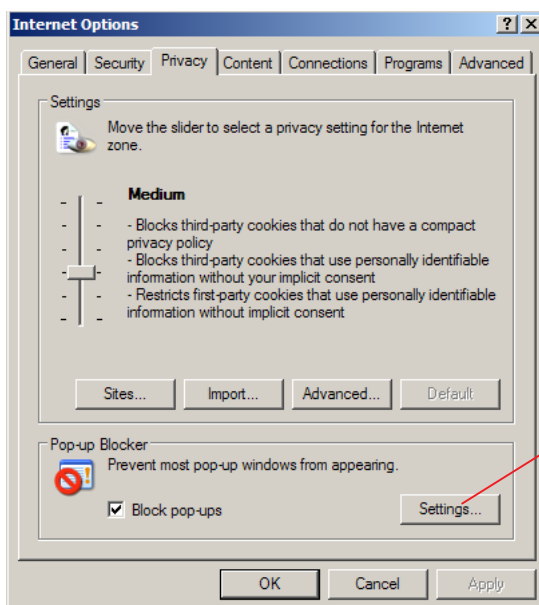 Internet Options
General Security Privacy Content Connections Programs Advanced
Settings
Move the slider to select a privacy setting for the Internet
zone.
Medium
- Blocks third-party cookies that do not have a compact
privacy policy
- Blocks third-party cookies that use personally identifiable
information without your implicit consent
- Restricts first-party cookies that use personally identifiable
information without implicit consent
Sites... Import... Advanced... Default
Pop-up Blocker
Prevent most pop-up windows from appearing.
Block pop-ups Settings...
OK Cancel Apply